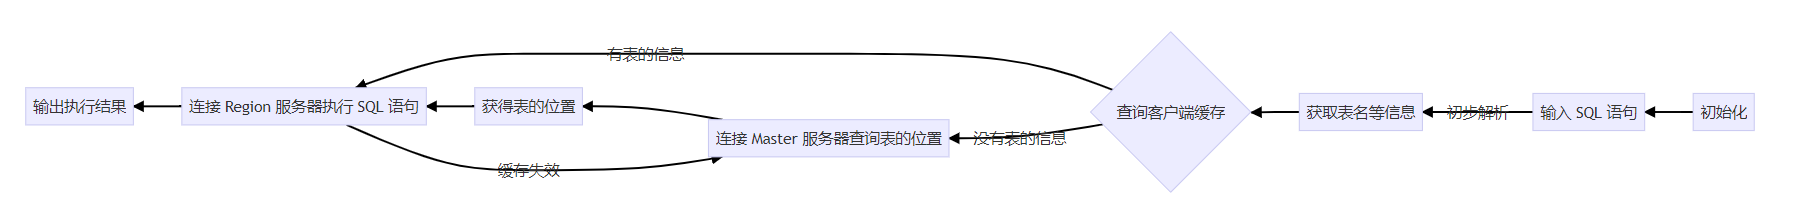 有表的信息
输出执行结果
连接 Region 服务器执行 SQL 语句
获得表的位置
连接 Master 服务器查询表的位置
没有表的信息
查询客户端缓存
获取表名等信息
初步解析
输入 SQL 语句
初始化
缓存失效